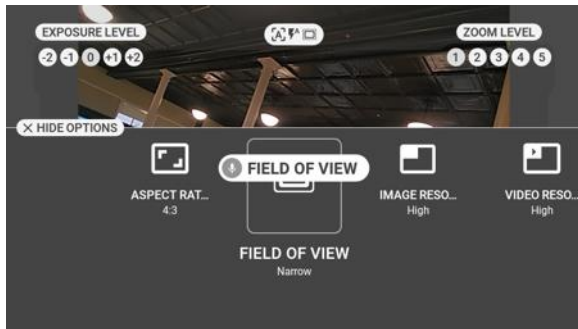 EXPOSURE LEVEL
-2 -1 0 +1 +2
[A] A
ZOOM LEVEL
1 2 3 4 5
HIDE OPTIONS
FIELD OF VIEW
ASPECT RAT...
4:3
FIELD OF VIEW
Narrow
IMAGE RESO...
High
VIDEO RESO...
High